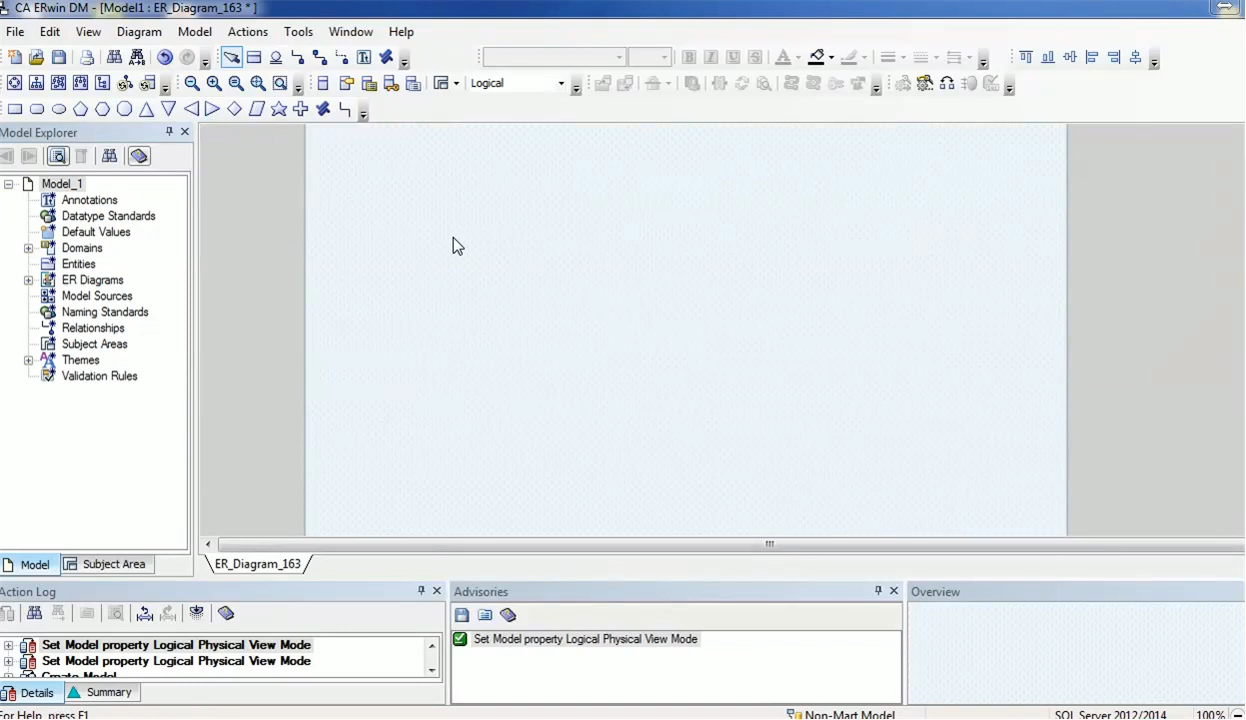 CA ERwin DM - [Model1 : ER_Diagram_163 * ]
File Edit View Diagram Model Actions Tools Window Help
B I U S A
Logical
Model Explorer
Model_1
Annotations
Datatype Standards
Default Values
Domains
Entities
ER Diagrams
Model Sources
Naming Standards
Relationships
Subject Areas
Themes
Validation Rules
Model Subject Area
ER_Diagram_163
Action Log
Set Model property Logical Physical View Mode
Set Model property Logical Physical View Mode
Create Model
Details Summary
Advisories
Set Model property Logical Physical View Mode
Overview
For Help, press F1
Non-Mart Model
SQL Server 2012/2014
100%